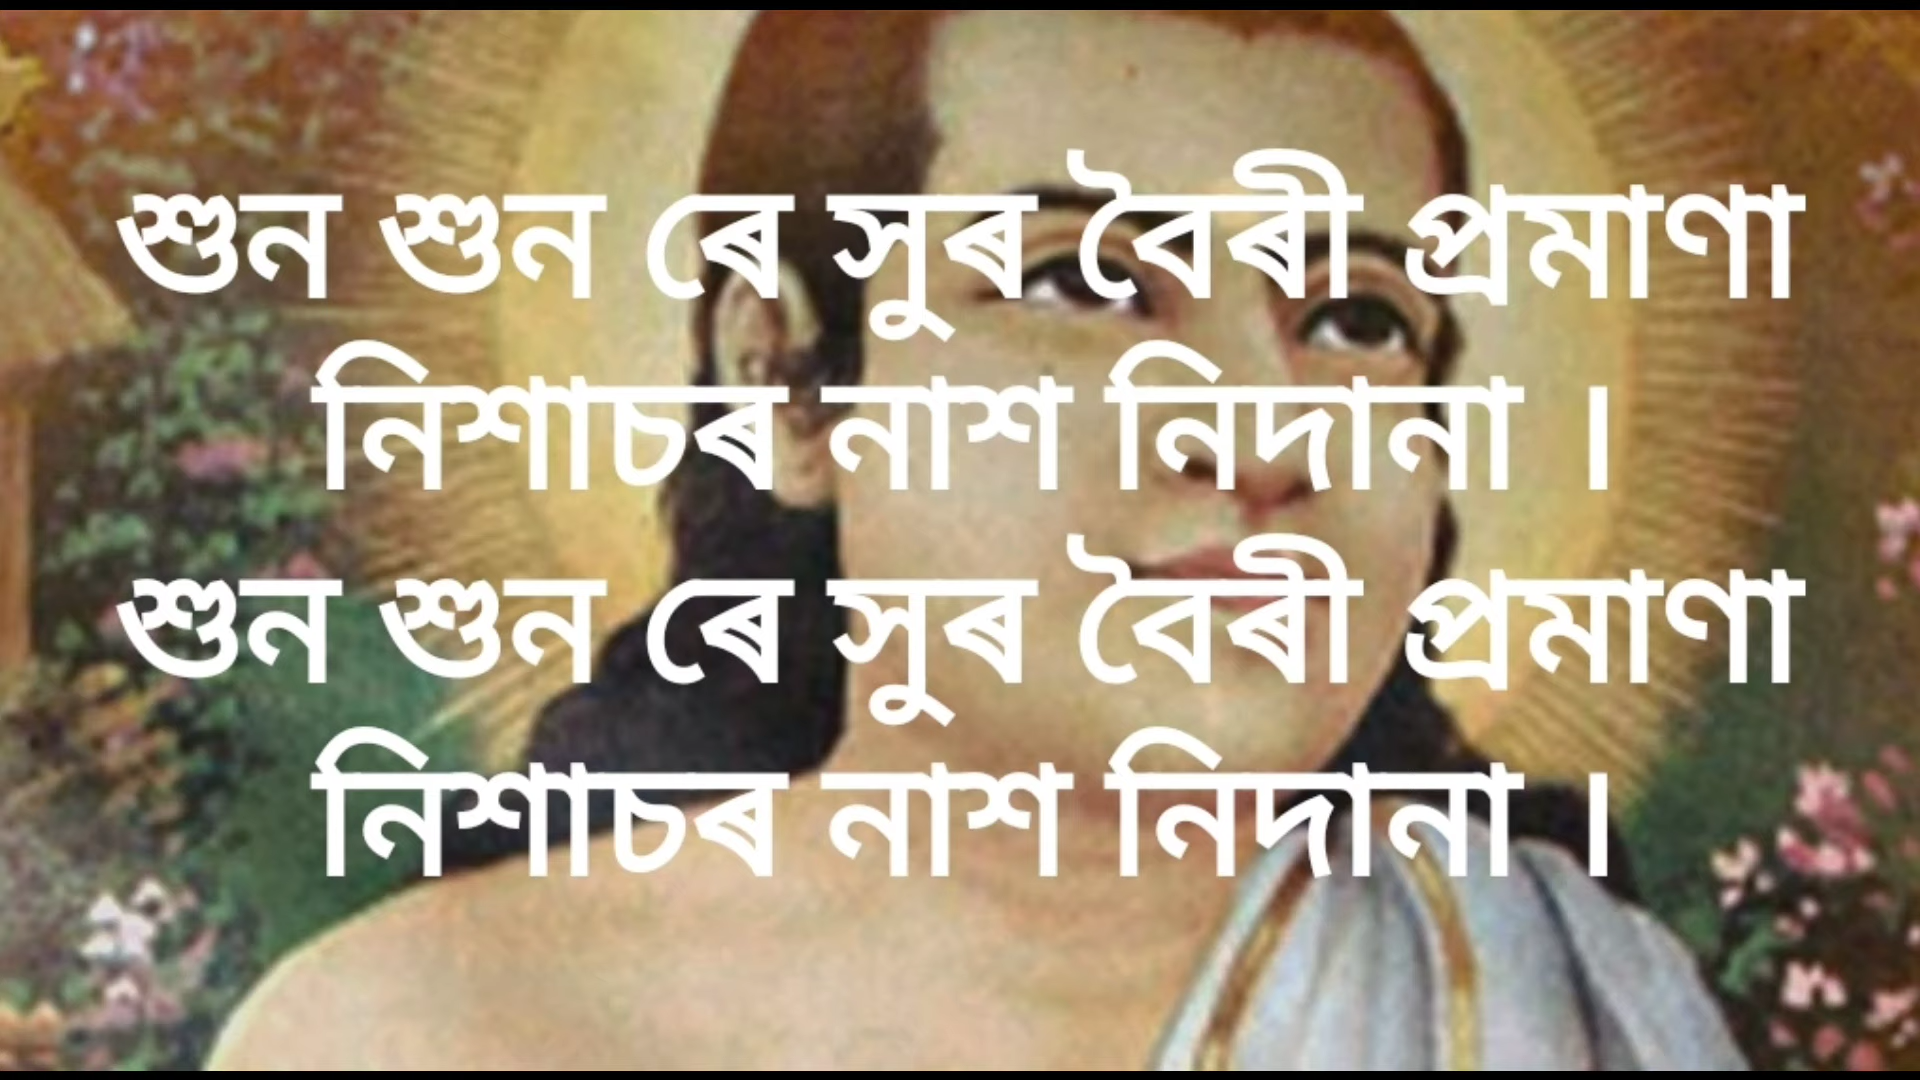 শুন শুন ৰে সুৰ বৈৰী প্ৰমাণা
নিশাচৰ নাশ নিদানা ।
শুন শুন ৰে সুৰ বৈৰী প্ৰমাণা
নিশাচৰ নাশ নিদানা ।